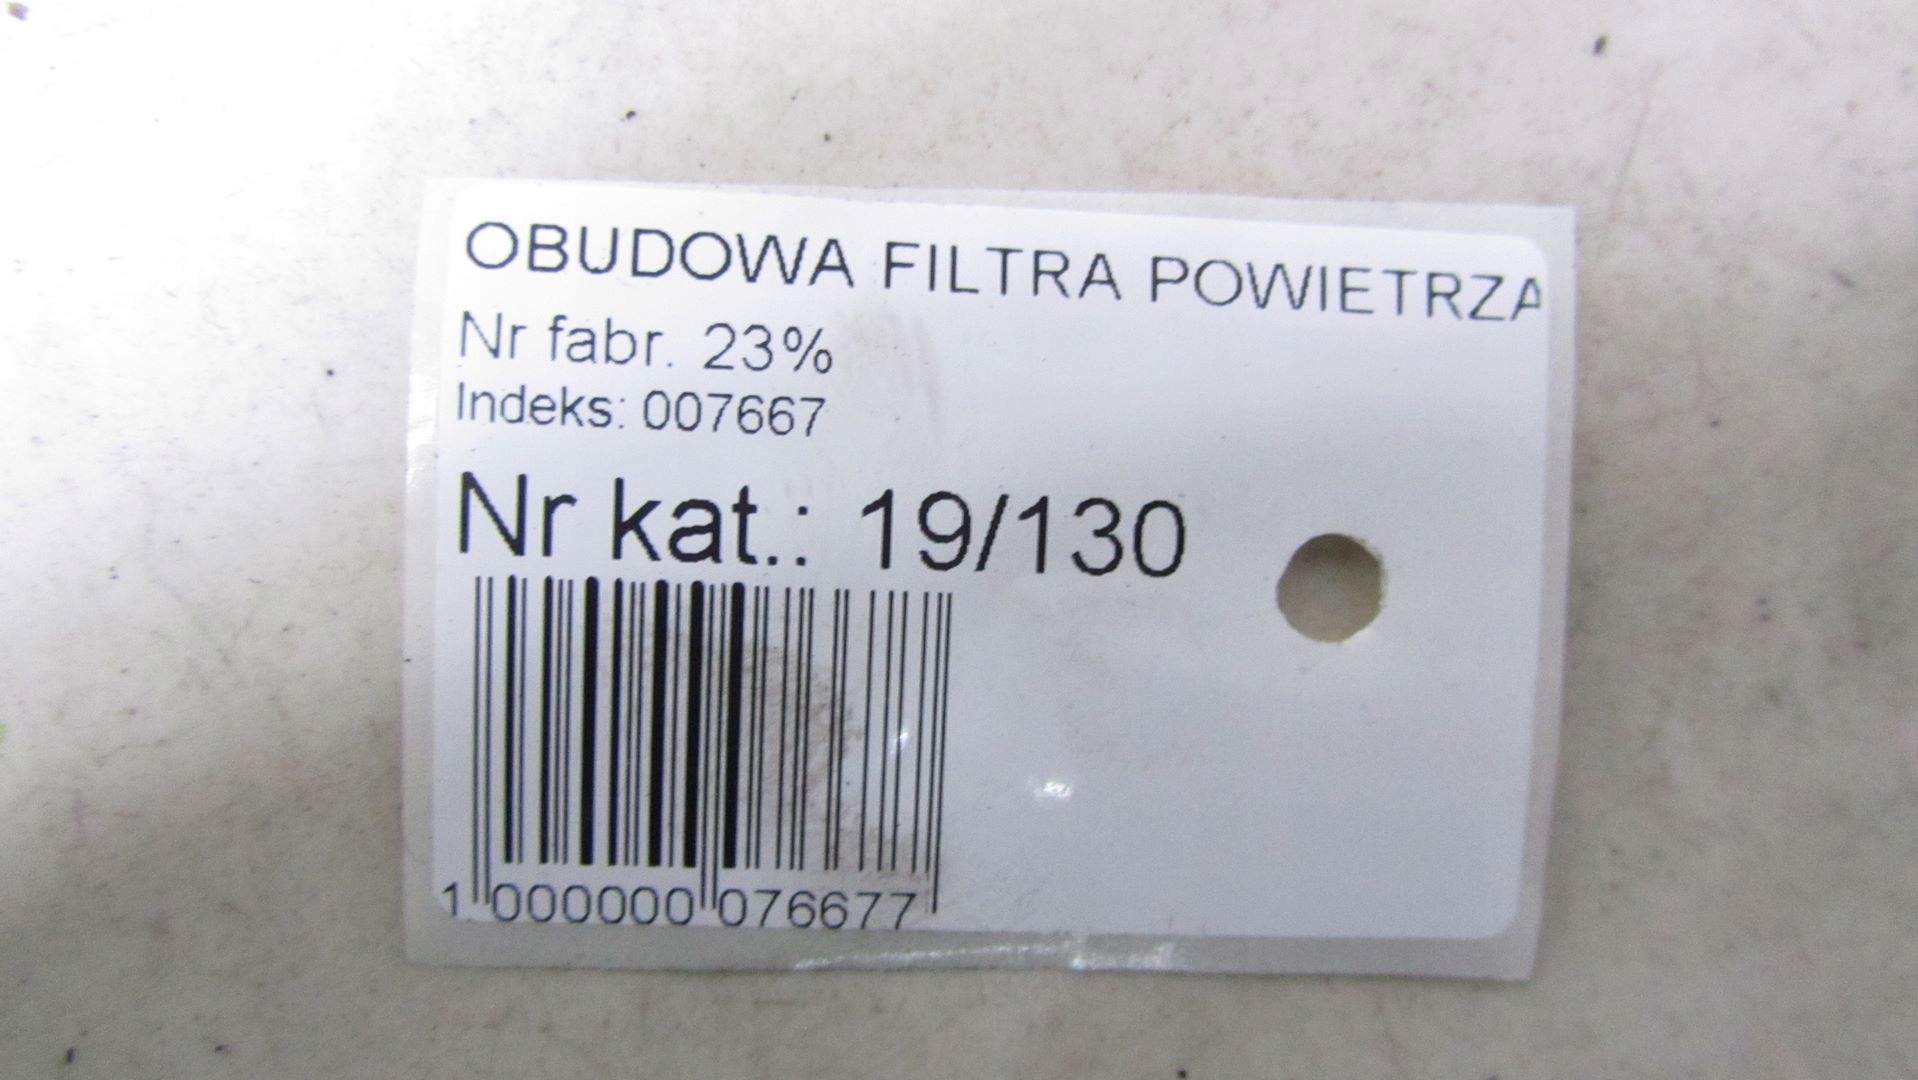 OBUDOWA FILTRA POWIETRZA
Nr fabr. 23%
Indeks: 007667
Nr kat.: 19/130
1 000000 076677